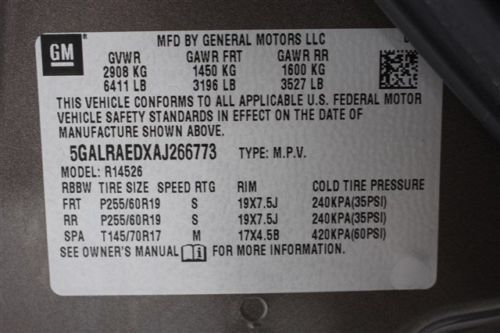 GM
MFD BY GENERAL MOTORS LLC
GVWR GAWR FRT GAWR RR
2908 KG 1450 KG 1600 KG
6411 LB 3196 LB 3527 LB
THIS VEHICLE CONFORMS TO ALL APPLICABLE U.S. FEDERAL MOTOR
VEHICLE SAFETY STANDARDS IN EFFECT ON THE DATE OF
MANUFACTURE SHOWN ABOVE.
5GALRAEDXAJ266773 TYPE: M.P.V.
MODEL: R14526
RBBW TIRE SIZE SPEED RTG RIM COLD TIRE PRESSURE
FRT P255/60R19 S 19X7.5J 240KPA(35PSI)
RR P255/60R19 S 19X7.5J 240KPA(35PSI)
SPA T145/70R17 M 17X4.5B 420KPA(60PSI)
SEE OWNER'S MANUAL FOR MORE INFORMATION.